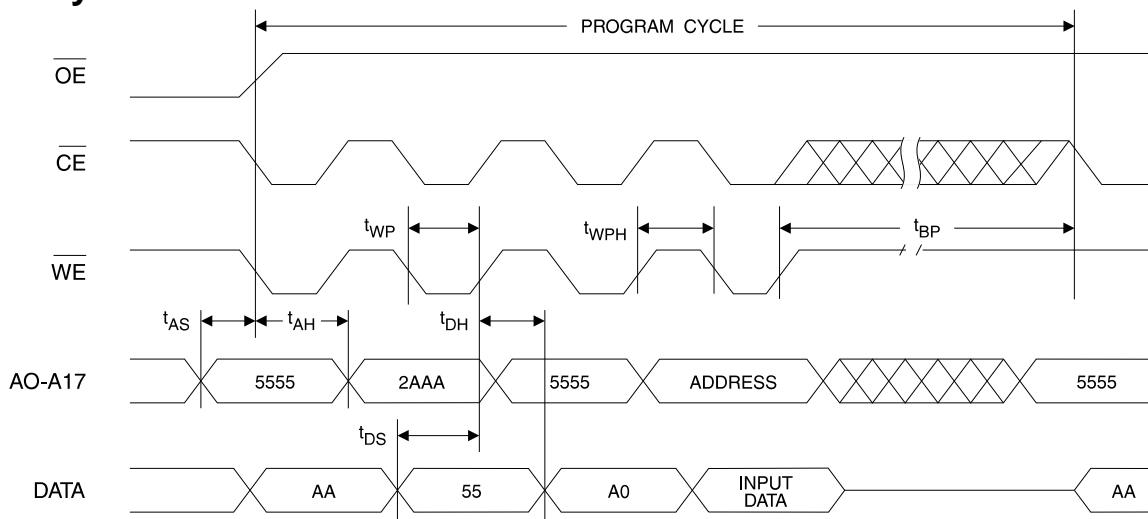 PROGRAM CYCLE
OE
CE
tWP
tWPH
tBP
WE
tAS
tAH
tDH
AO-A17
5555
2AAA
5555
ADDRESS
5555
tDS
DATA
AA
55
A0
INPUT
DATA
AA